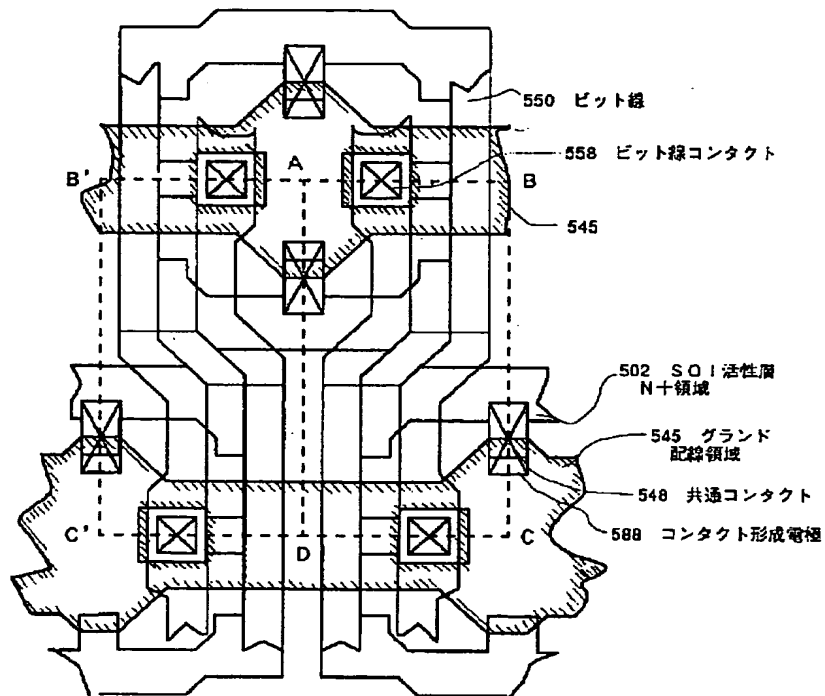 550 ビット線
558 ビット線コンタクト
B' A B
545
502 SOI活性層
N+領域
545 グランド
配線領域
548 共通コンタクト
588 コンタクト形成電極
C' D C